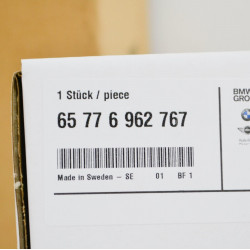 1 Stück / piece
BMW
GRO
65 77 6 962 767
Made in Sweden - SE 01 BF 1